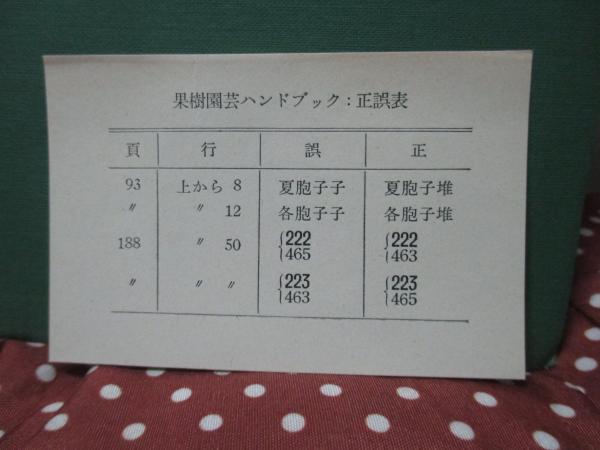 果樹園芸ハンドブック:正誤表
頁 行 誤 正
93 上から 8 夏胞子子 夏胞子堆
〃 〃 12 各胞子子 各胞子堆
188 〃 50 {222 465 {222 463
〃 〃 〃 {223 463 {223 465